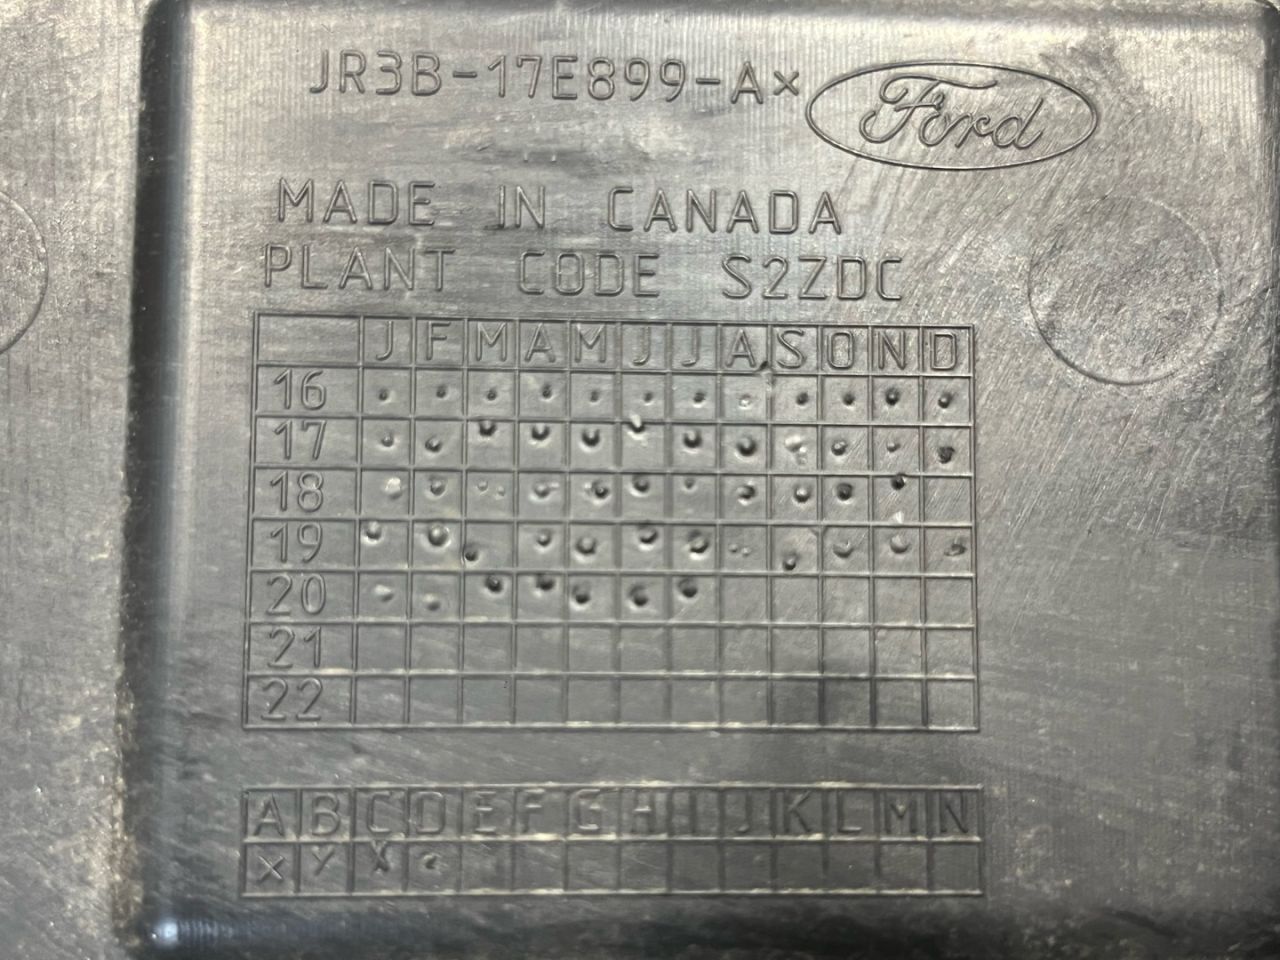 JR3B-17E899-A×
Ford
MADE IN CANADA
PLANT CODE S2ZDC
J F M A M J J A S O N D
16
17
18
19
20
21
22
A B C D E F G H I J K L M N
× Y X